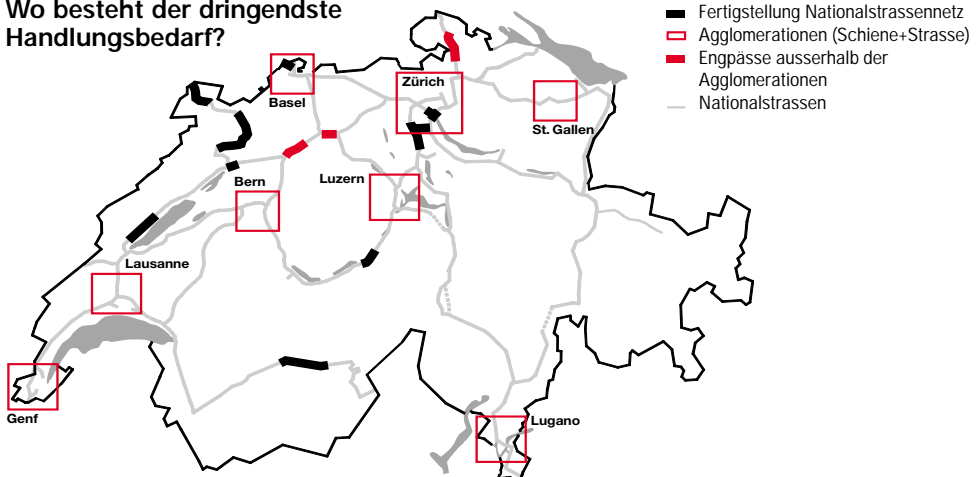 Wo besteht der dringendste
Handlungsbedarf?
Fertigstellung Nationalstrassennetz
Agglomerationen (Schiene+Strasse)
Engpässe ausserhalb der
Agglomerationen
Nationalstrassen
Basel
Zürich
St. Gallen
Bern
Luzern
Lausanne
Genf
Lugano